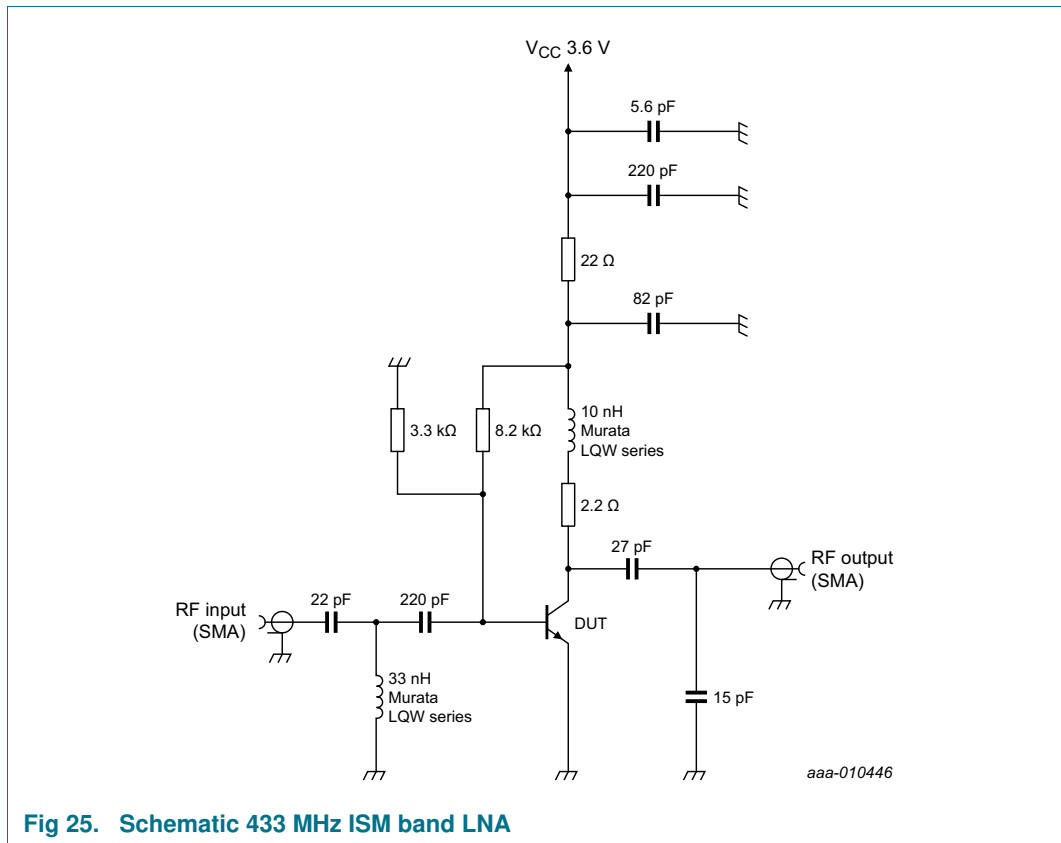 VCC 3.6 V
5.6 pF
220 pF
22 Ω
82 pF
3.3 kΩ
8.2 kΩ
10 nH
Murata
LQW series
2.2 Ω
27 pF
RF output
(SMA)
RF input
(SMA)
22 pF
220 pF
DUT
33 nH
Murata
LQW series
15 pF
aaa-010446
Fig 25. Schematic 433 MHz ISM band LNA